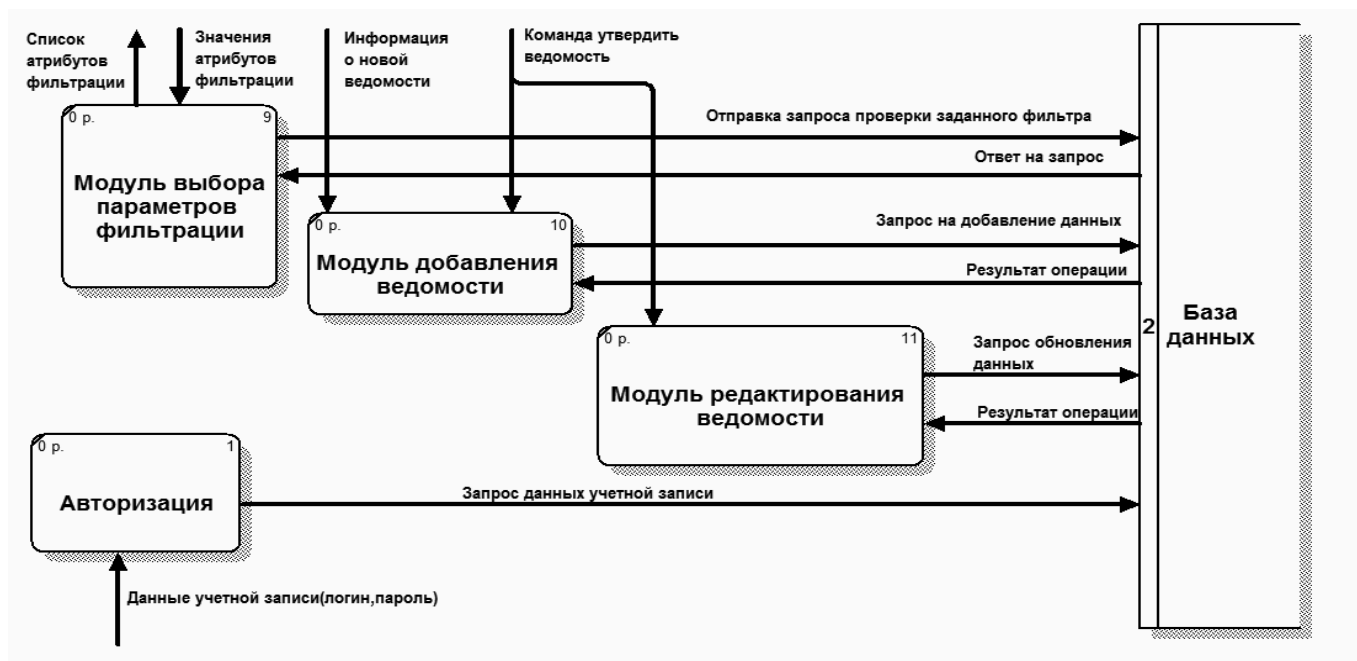 Список
атрибутов
фильтрации
Значения
атрибутов
фильтрации
Информация
о новой
ведомости
Команда утвердить
ведомость
0 р.
9
Модуль выбора
параметров
фильтрации
Отправка запроса проверки заданного фильтра
Ответ на запрос
0 р.
10
Модуль добавления
ведомости
Запрос на добавление данных
Результат операции
2
База
данных
0 р.
11
Модуль редактирования
ведомости
Запрос обновления
данных
Результат операции
0 р.
1
Авторизация
Запрос данных учетной записи
Данные учетной записи(логин,пароль)